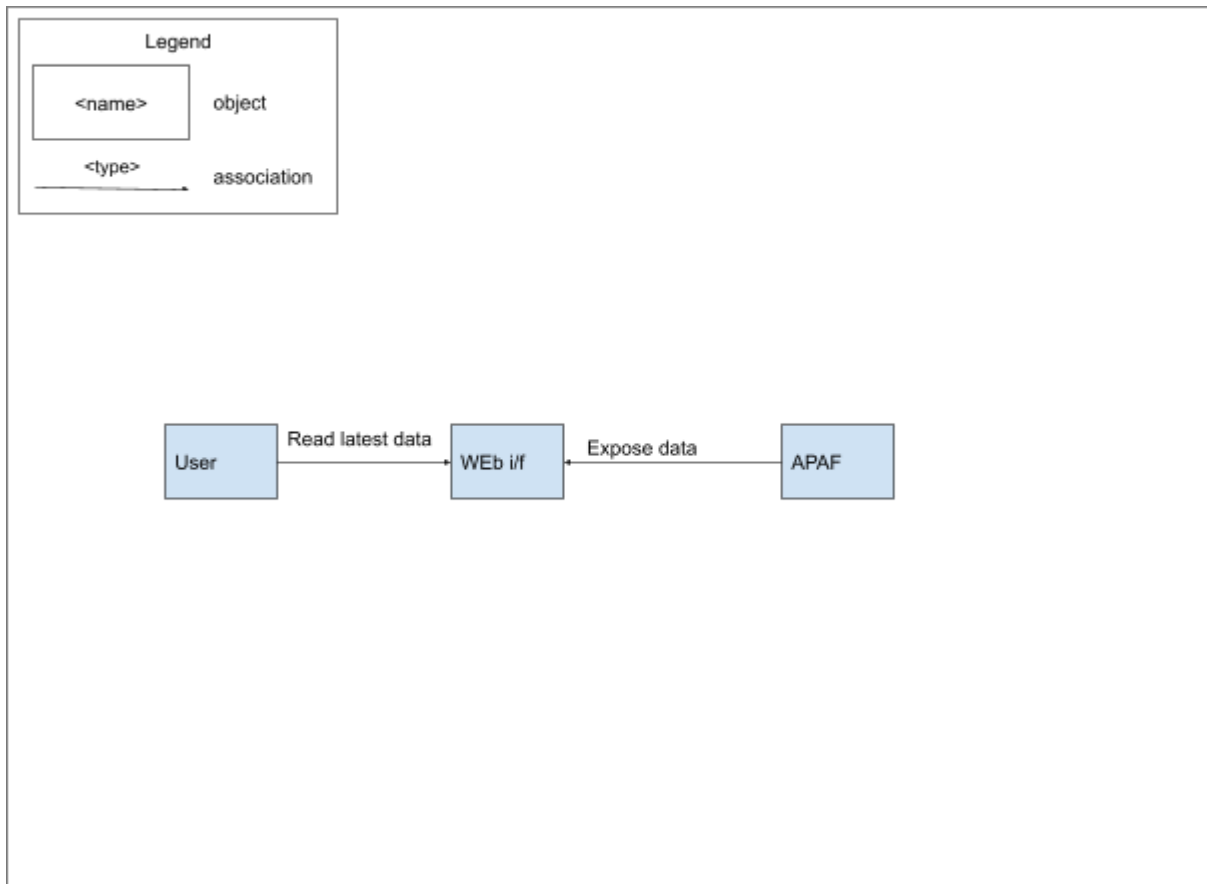 Legend
<name>
object
<type>
association
User
Read latest data
WEb i/f
Expose data
APAF